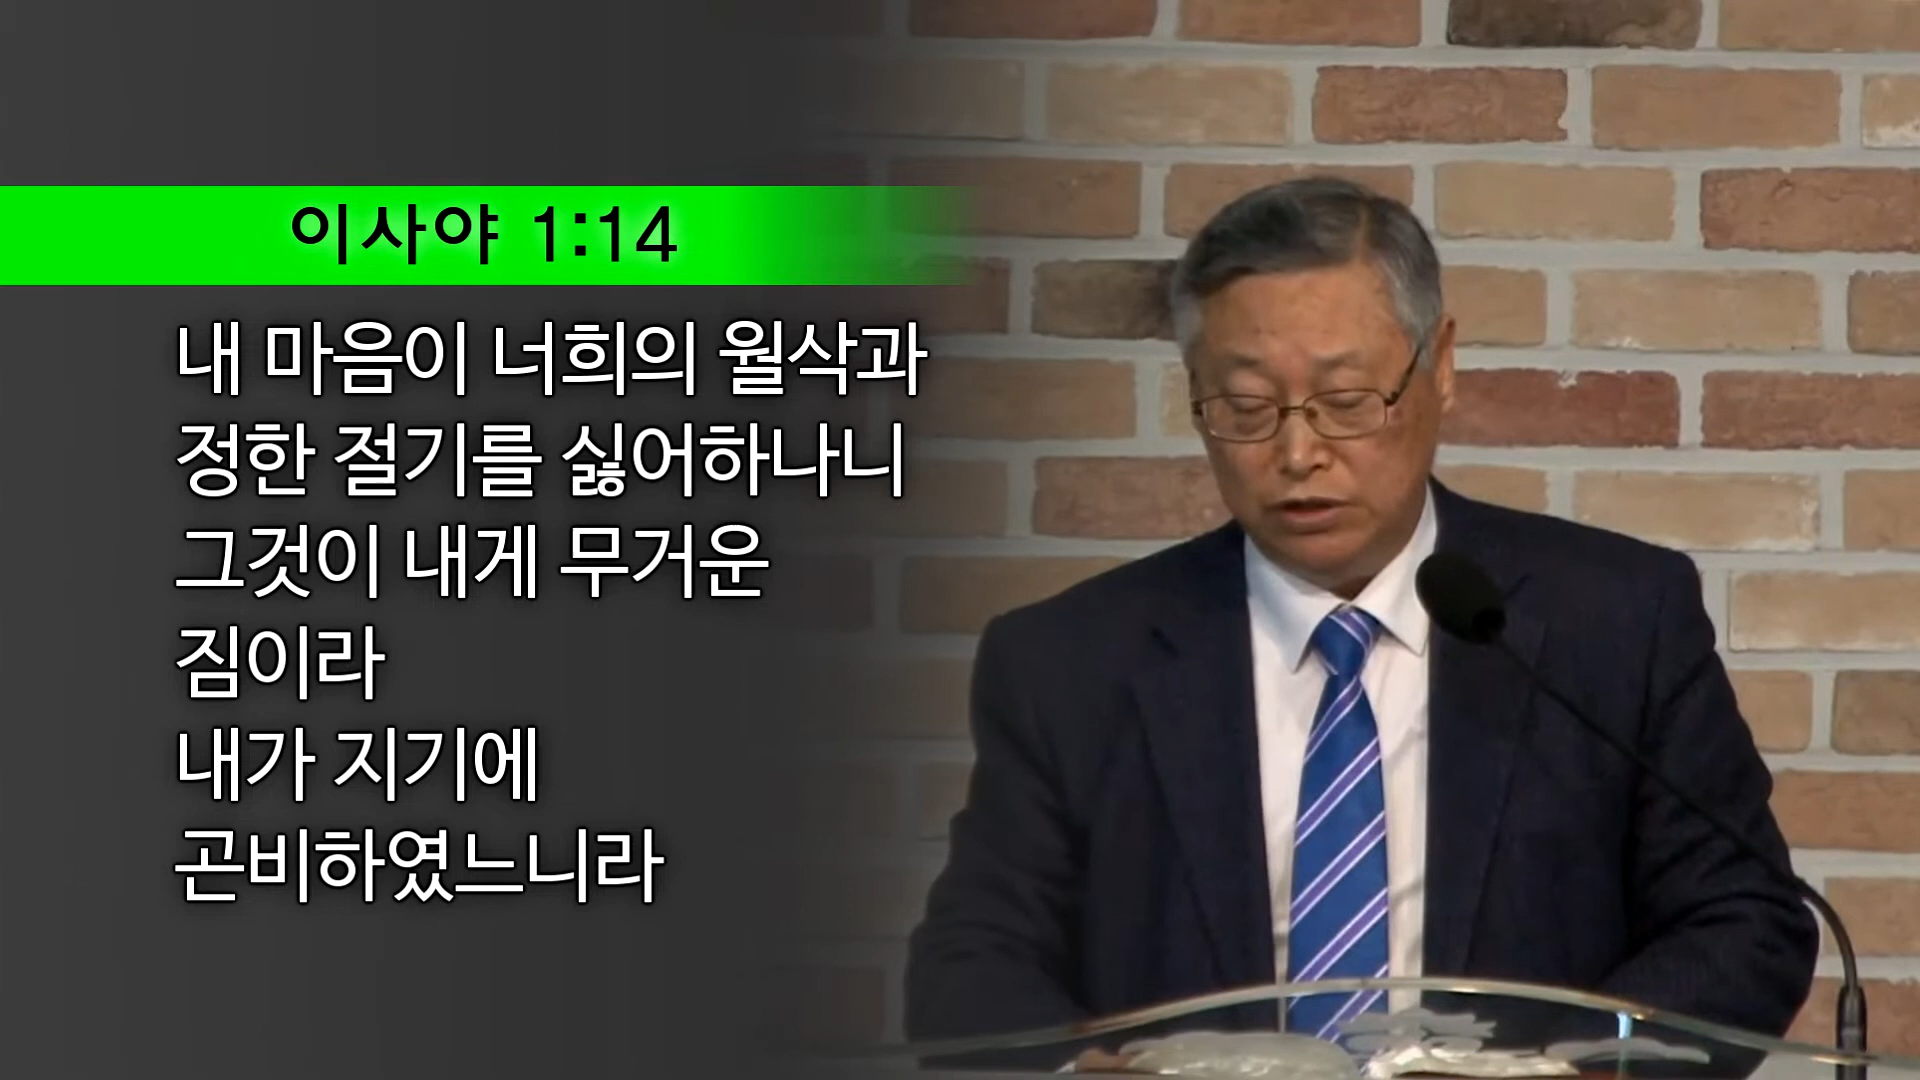 이사야 1:14
내 마음이 너희의 월삭과
정한 절기를 싫어하나니
그것이 내게 무거운
짐이라
내가 지기에
곤비하였느니라